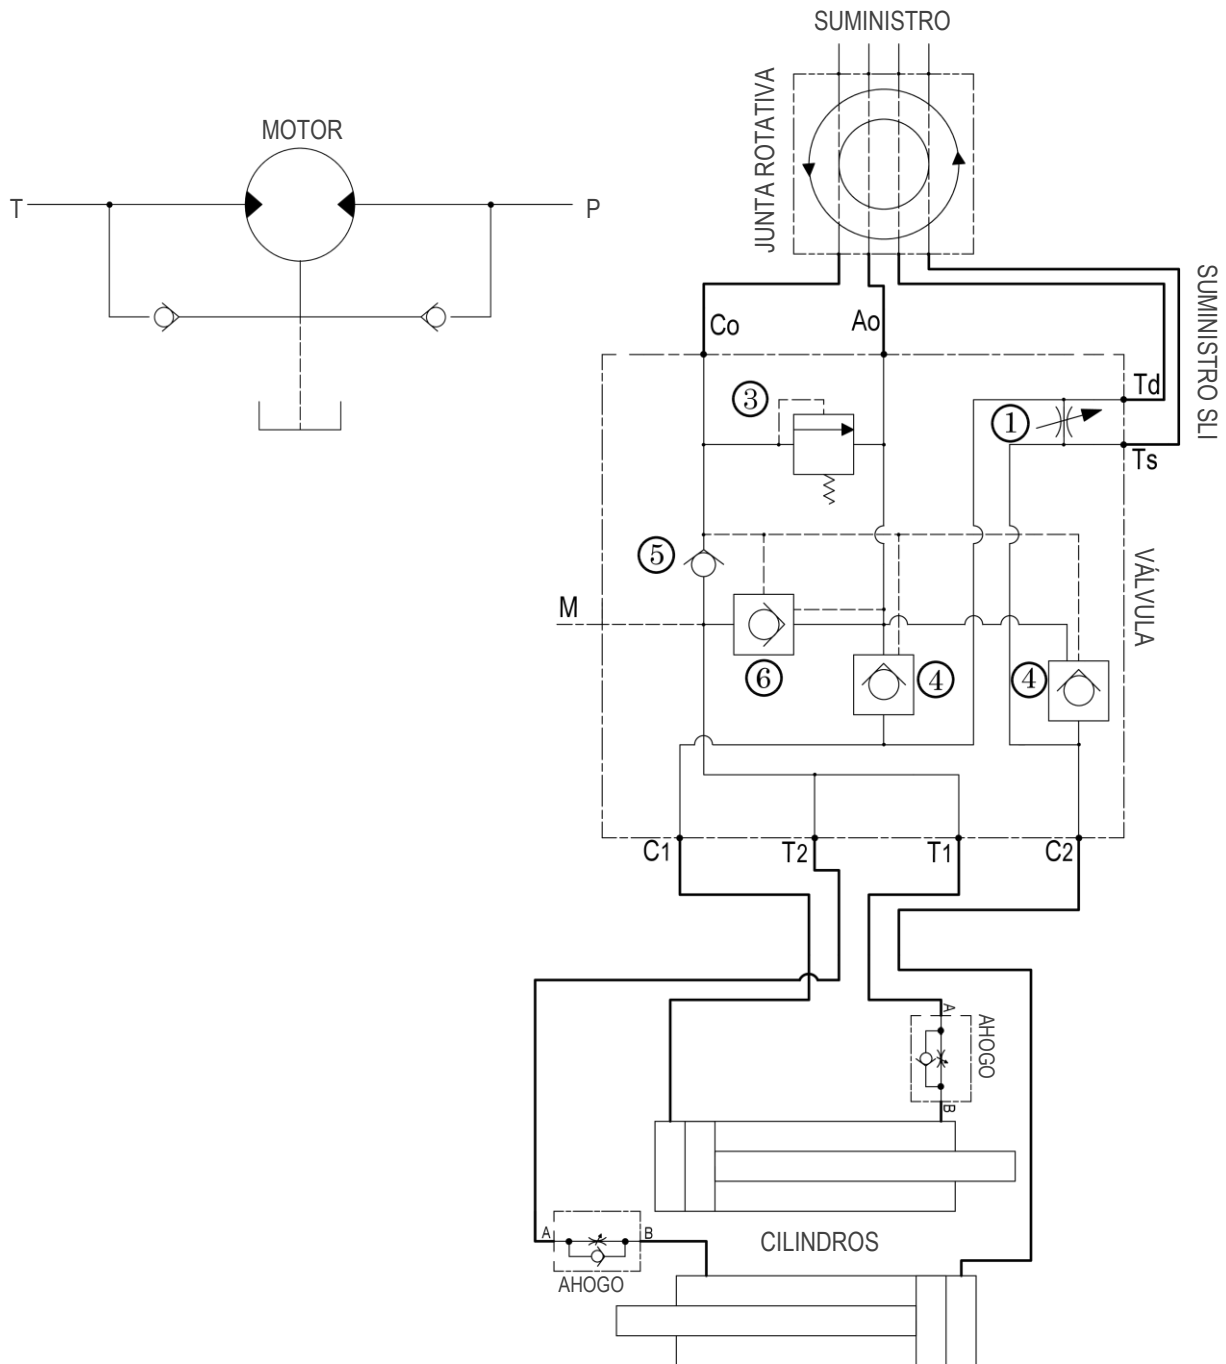 SUMINISTRO
JUNTA ROTATIVA
MOTOR
T
P
SUMINISTRO SLI
Co
Ao
Td
3
1
Ts
5
VÁLVULA
M
6
4
4
C1
T2
T1
C2
A
AHOGO
B
CILINDROS
A
B
AHOGO